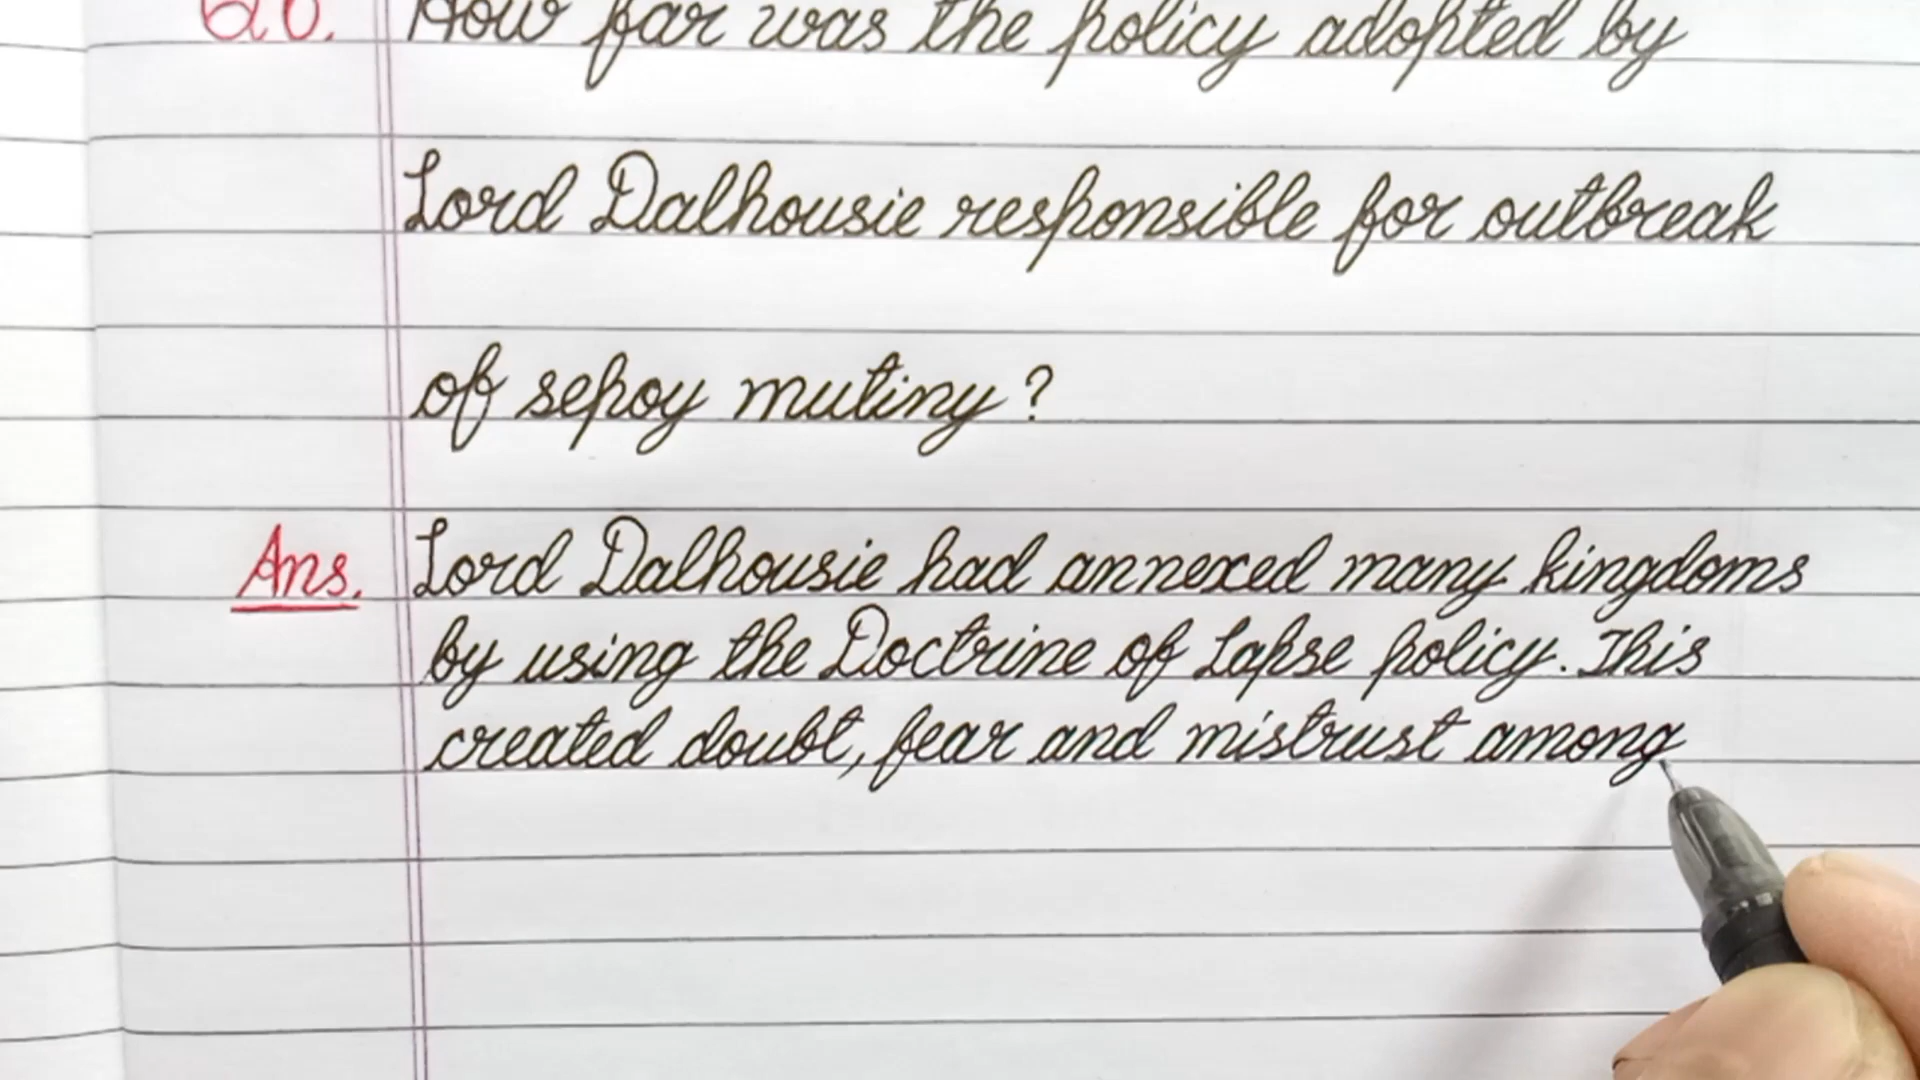 How far was the policy adopted by
Lord Dalhousie responsible for outbreak
of sepoy mutiny?
Ans. Lord Dalhousie had annexed many kingdoms
by using the Doctrine of Lapse policy. This
created doubt, fear and mistrust among